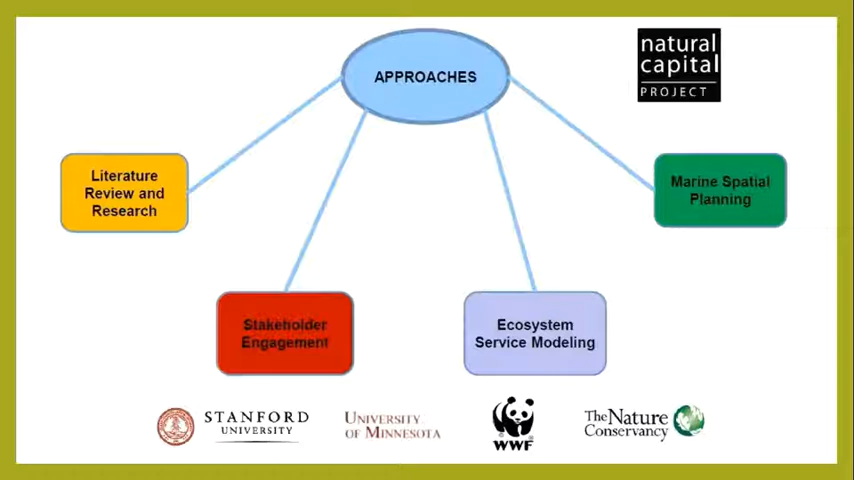 APPROACHES
natural
capital
PROJECT
Literature
Review and
Research
Marine Spatial
Planning
Stakeholder
Engagement
Ecosystem
Service Modeling
STANFORD
UNIVERSITY
UNIVERSITY
OF MINNESOTA
WWF
The Nature
Conservancy